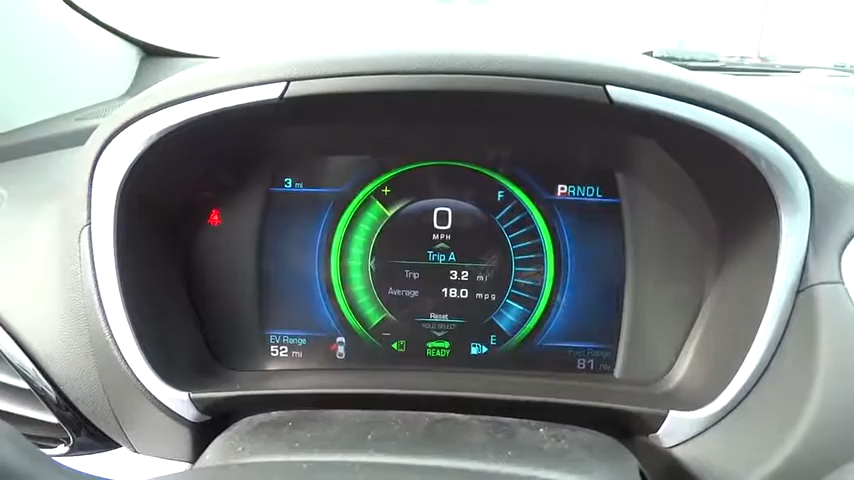 3 mi
+
F
PRNDL
0
MPH
Trip A
Trip 3.2 mi
Average 18.0 mpg
Reset
HOLD SELECT
−
E
EV Range
52 mi
READY
Fuel Range
81 mi